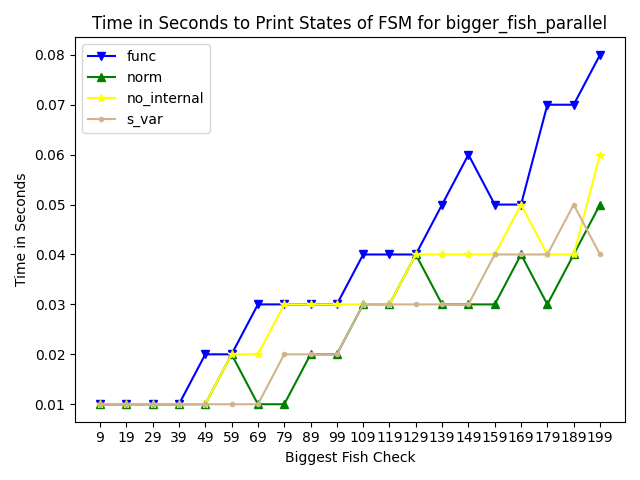 Time in Seconds to Print States of FSM for bigger_fish_parallel
func
norm
no_internal
s_var
0.08
0.07
0.06
0.05
0.04
0.03
0.02
0.01
Time in Seconds
9 19 29 39 49 59 69 79 89 99 109 119 129 139 149 159 169 179 189 199
Biggest Fish Check